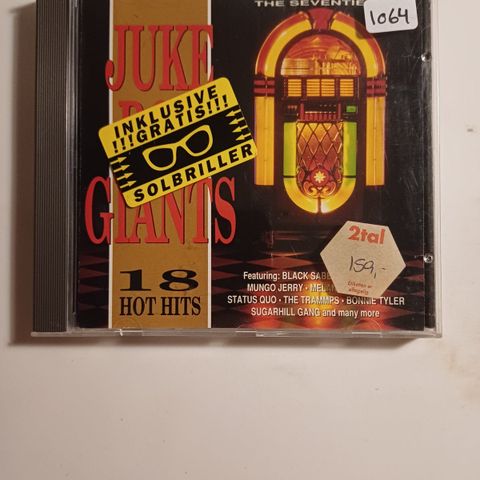 THE SEVENTIE
1064
JUKE
GIANTS
INKLUSIVE
!!!GRATIS!!!
SOLBRILLER
18
HOT HITS
2tal
159,-
Featuring: BLACK
MUNGO JERRY •
STATUS QUO • THE TRAMMPS • BONNIE TYLER
SUGARHILL GANG and many more